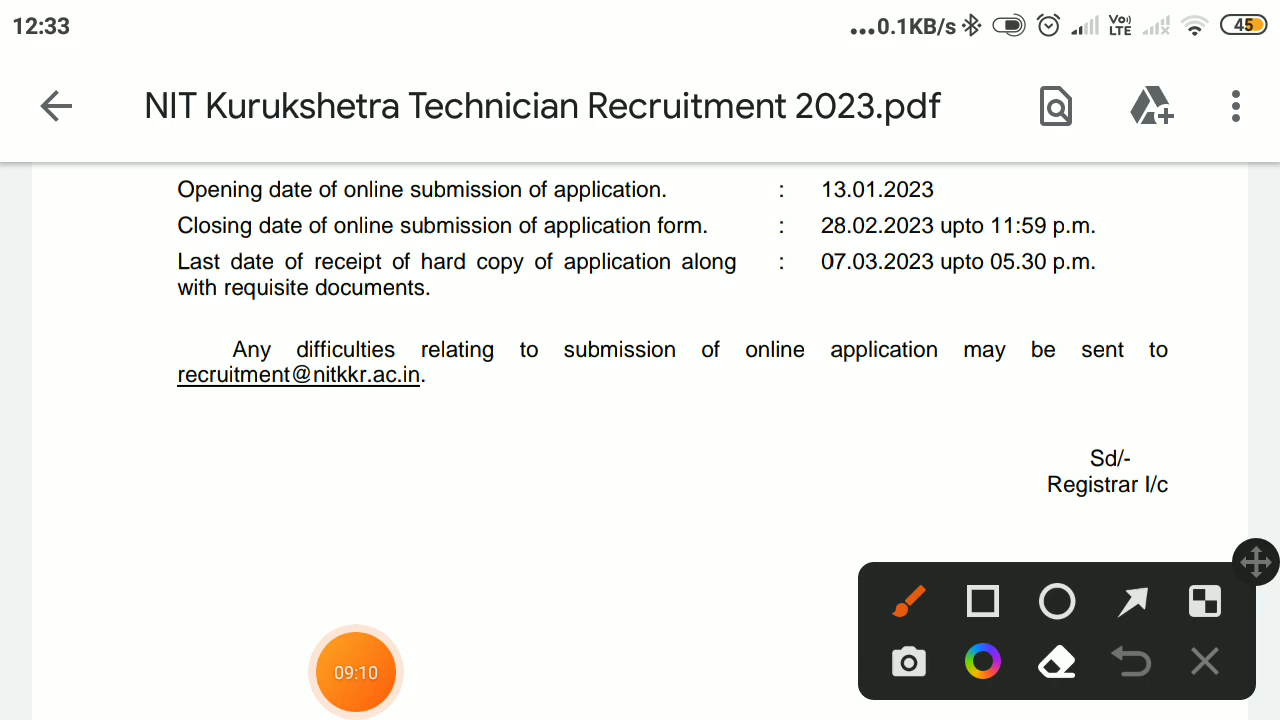 12:33
...0.1KB/s
Vo))
LTE
45
NIT Kurukshetra Technician Recruitment 2023.pdf
Opening date of online submission of application. : 13.01.2023
Closing date of online submission of application form. : 28.02.2023 upto 11:59 p.m.
Last date of receipt of hard copy of application along : 07.03.2023 upto 05.30 p.m.
with requisite documents.
Any difficulties relating to submission of online application may be sent to
recruitment@nitkkr.ac.in.
Sd/-
Registrar I/c
09:10